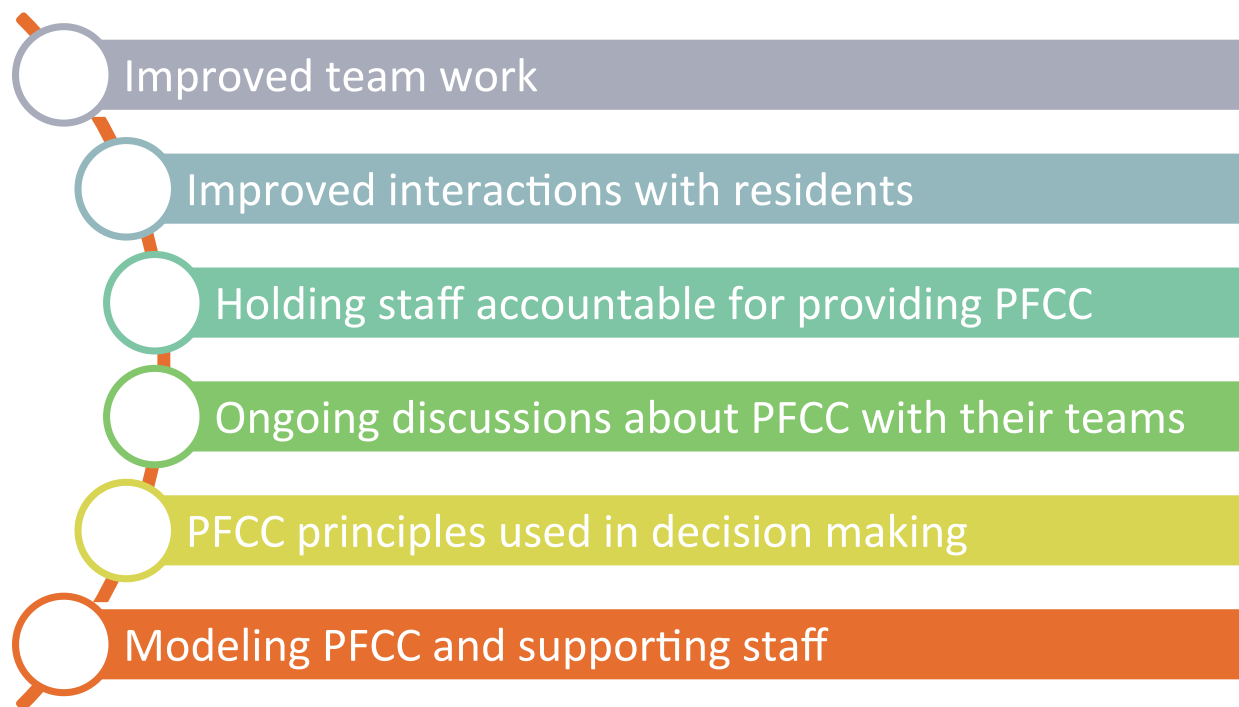 Improved team work
Improved interactions with residents
Holding staff accountable for providing PFCC
Ongoing discussions about PFCC with their teams
PFCC principles used in decision making
Modeling PFCC and supporting staff